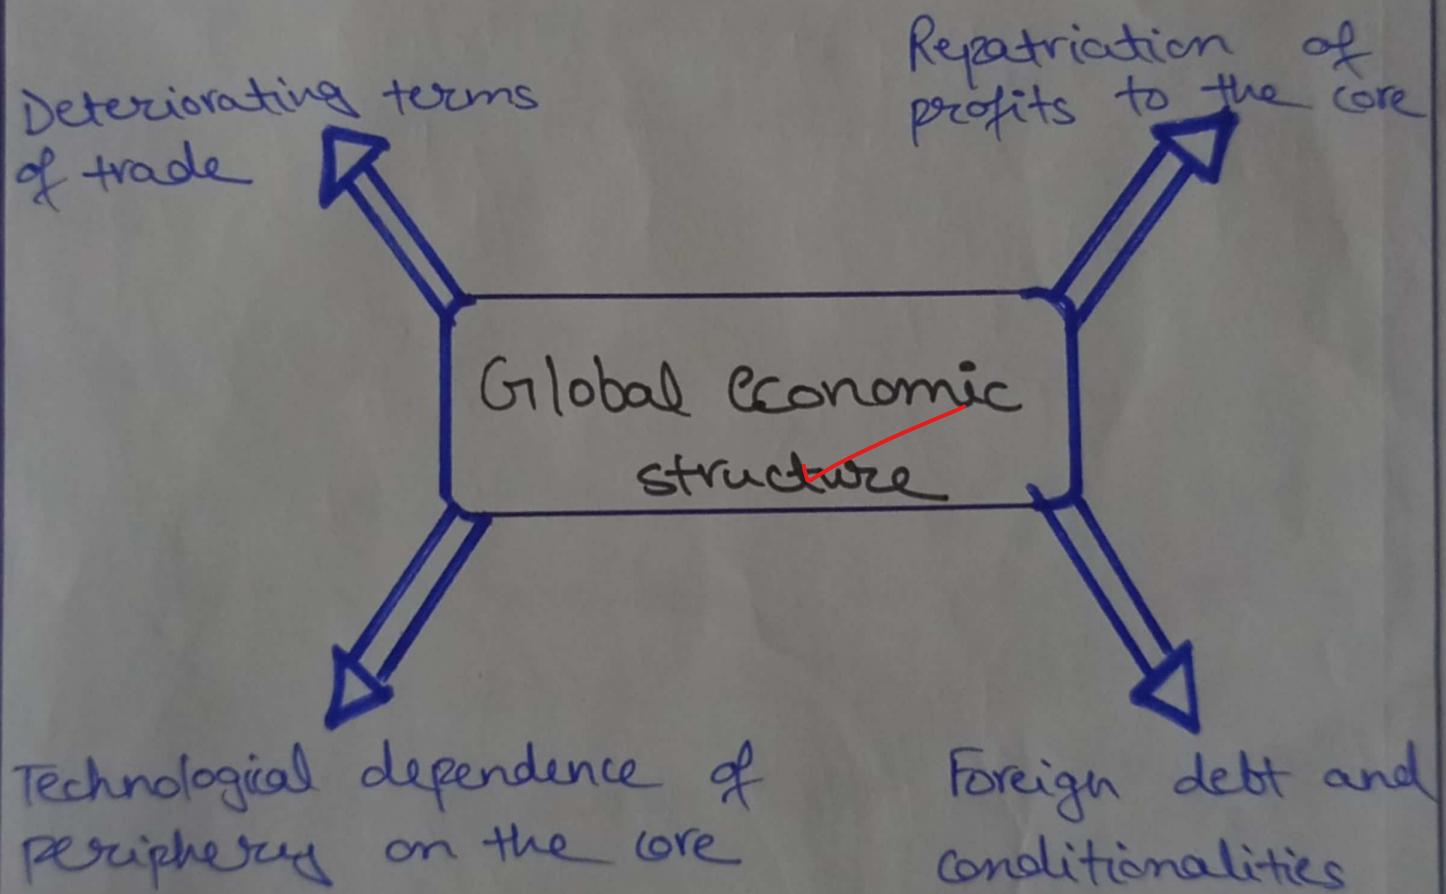 Deteriorating terms
of trade
Repatriation of
profits to the core
Global economic
structure
Technological dependence of
periphery on the core
Foreign debt and
conditionalities